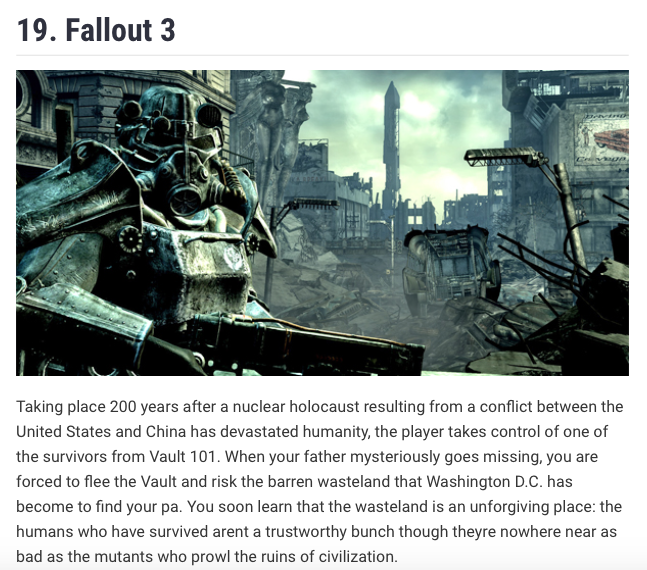 19. Fallout 3
Taking place 200 years after a nuclear holocaust resulting from a conflict between the
United States and China has devastated humanity, the player takes control of one of
the survivors from Vault 101. When your father mysteriously goes missing, you are
forced to flee the Vault and risk the barren wasteland that Washington D.C. has
become to find your pa. You soon learn that the wasteland is an unforgiving place: the
humans who have survived arent a trustworthy bunch though theyre nowhere near as
bad as the mutants who prowl the ruins of civilization.